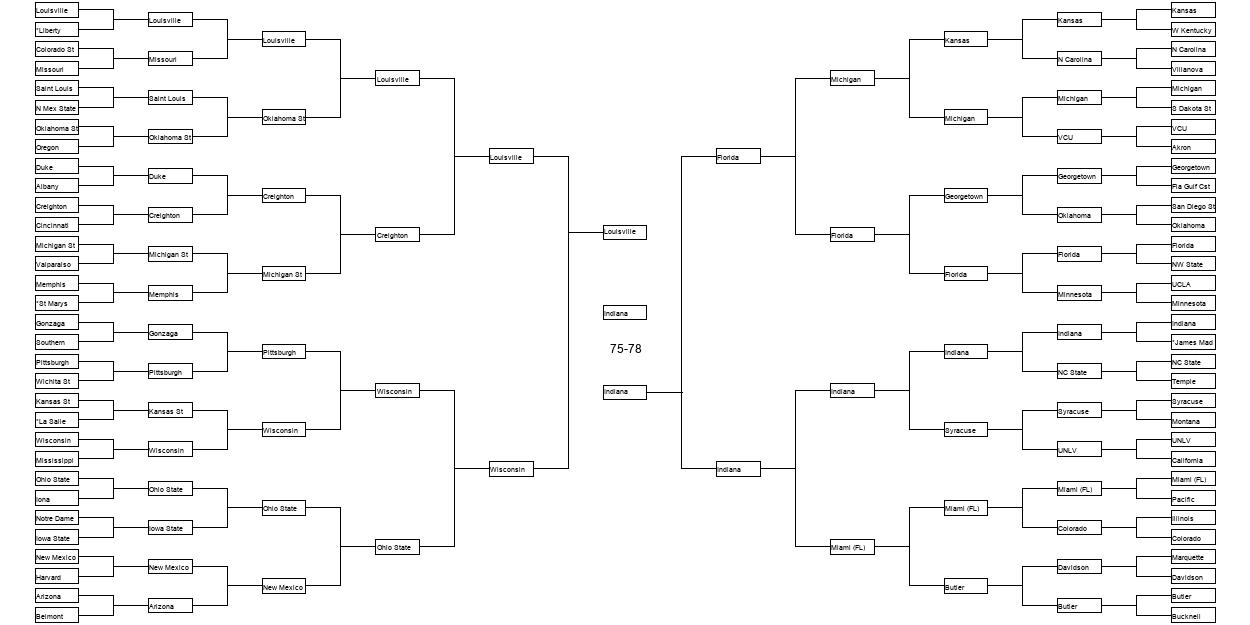 Louisville
*Liberty
Colorado St
Missouri
Saint Louis
N Mex State
Oklahoma St
Oregon
Duke
Albany
Creighton
Cincinnati
Michigan St
Valparaiso
Memphis
*St Marys
Gonzaga
Southern
Pittsburgh
Wichita St
Kansas St
*La Salle
Wisconsin
Mississippi
Ohio State
Iona
Notre Dame
Iowa State
New Mexico
Harvard
Arizona
Belmont
Louisville
Missouri
Saint Louis
Oklahoma St
Duke
Creighton
Michigan St
Memphis
Gonzaga
Pittsburgh
Kansas St
Wisconsin
Ohio State
Iowa State
New Mexico
Arizona
Louisville
Oklahoma St
Creighton
Michigan St
Pittsburgh
Wisconsin
Ohio State
New Mexico
Louisville
Creighton
Wisconsin
Ohio State
Louisville
Wisconsin
Louisville
Indiana
75-78
Indiana
Florida
Indiana
Michigan
Florida
Indiana
Miami (FL)
Kansas
Michigan
Georgetown
Florida
Indiana
Syracuse
Miami (FL)
Butler
Kansas
N Carolina
Michigan
VCU
Georgetown
Oklahoma
Florida
Minnesota
Indiana
NC State
Syracuse
UNLV
Miami (FL)
Colorado
Davidson
Butler
Kansas
W Kentucky
N Carolina
Villanova
Michigan
S Dakota St
VCU
Akron
Georgetown
Fla Gulf Cst
San Diego St
Oklahoma
Florida
NW State
UCLA
Minnesota
Indiana
*James Mad
NC State
Temple
Syracuse
Montana
UNLV
California
Miami (FL)
Pacific
Illinois
Colorado
Marquette
Davidson
Butler
Bucknell